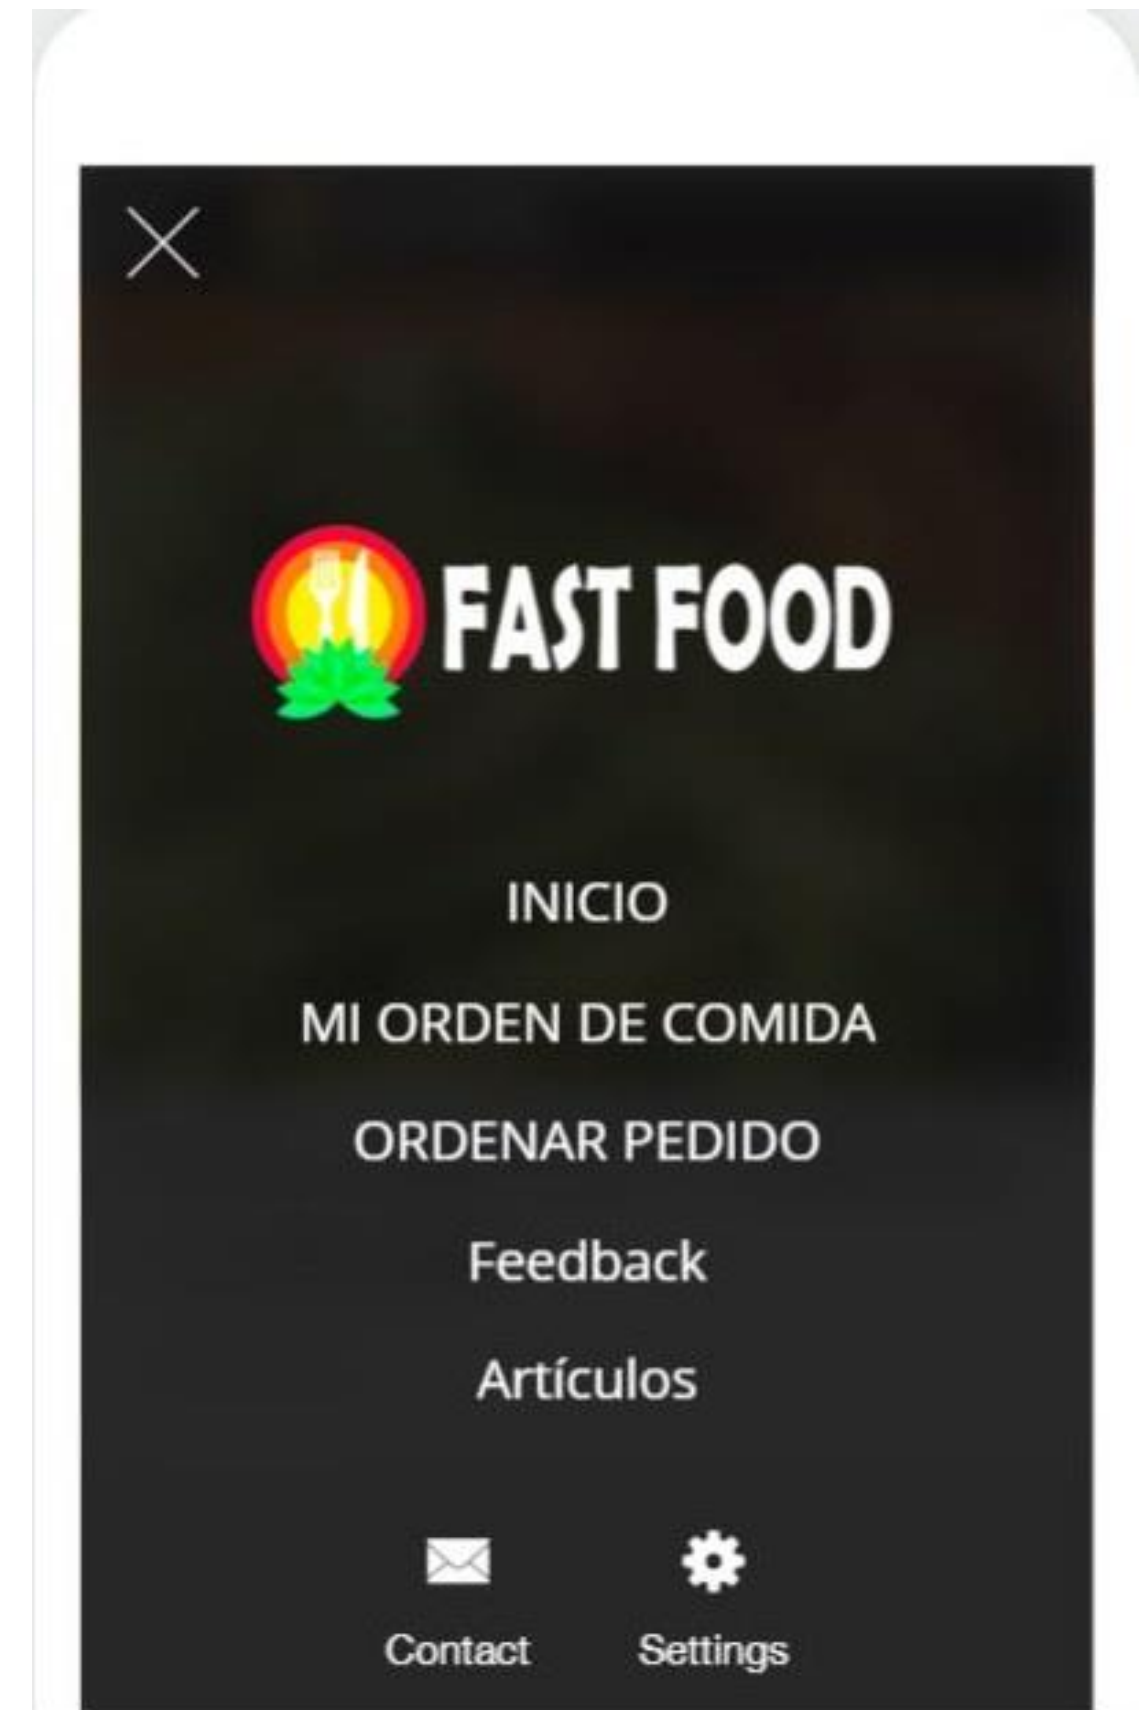 FAST FOOD
INICIO
MI ORDEN DE COMIDA
ORDENAR PEDIDO
Feedback
Artículos
Contact Settings